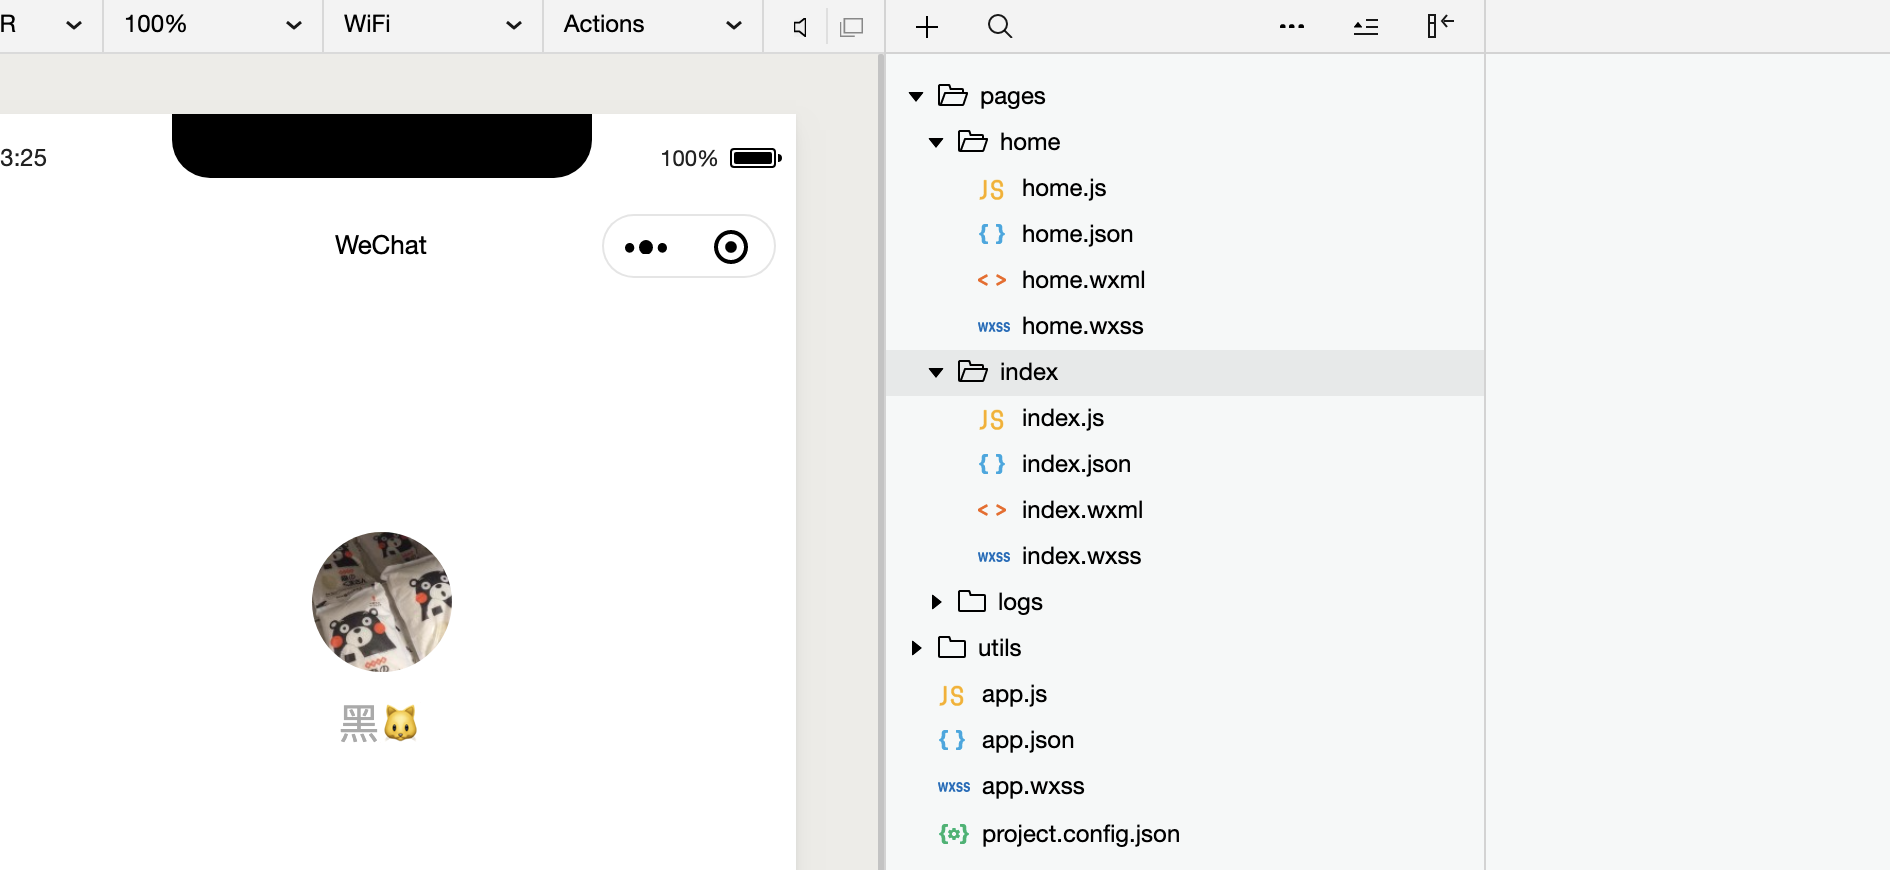 R 100% WiFi Actions
3:25 100%
WeChat
黑🐱
pages
home
JS home.js
{ } home.json
< > home.wxml
wxss home.wxss
index
JS index.js
{ } index.json
< > index.wxml
wxss index.wxss
logs
utils
JS app.js
{ } app.json
wxss app.wxss
project.config.json